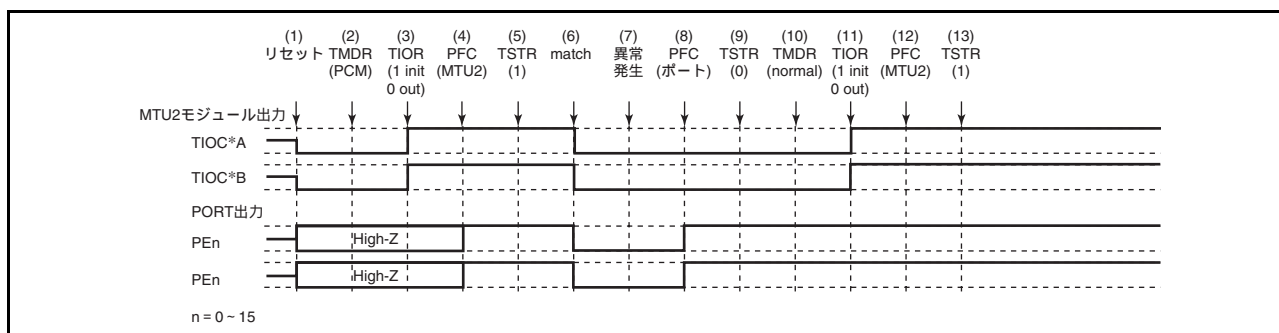 (1) (2) (3) (4) (5) (6) (7) (8) (9) (10) (11) (12) (13)
リセット TMDR TIOR PFC TSTR match 異常 PFC TSTR TMDR TIOR PFC TSTR
(PCM) (1 init (MTU2) (1) 発生 (ポート) (0) (normal) (1 init (MTU2) (1)
0 out) 0 out)
MTU2モジュール出力
TIOC*A
TIOC*B
PORT出力
PEn High-Z
PEn High-Z
n = 0 ~ 15